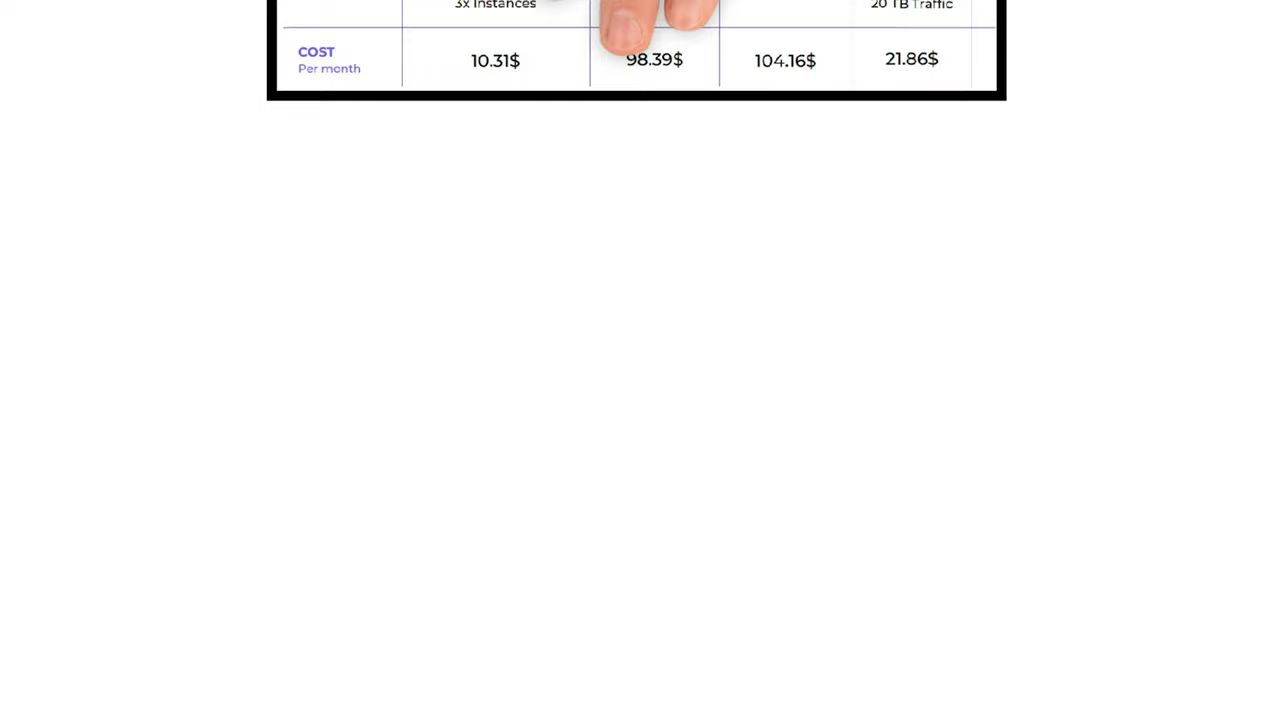 3x Instances
20 TB Traffic
COST
Per month
10.31$
98.39$
104.16$
21.86$